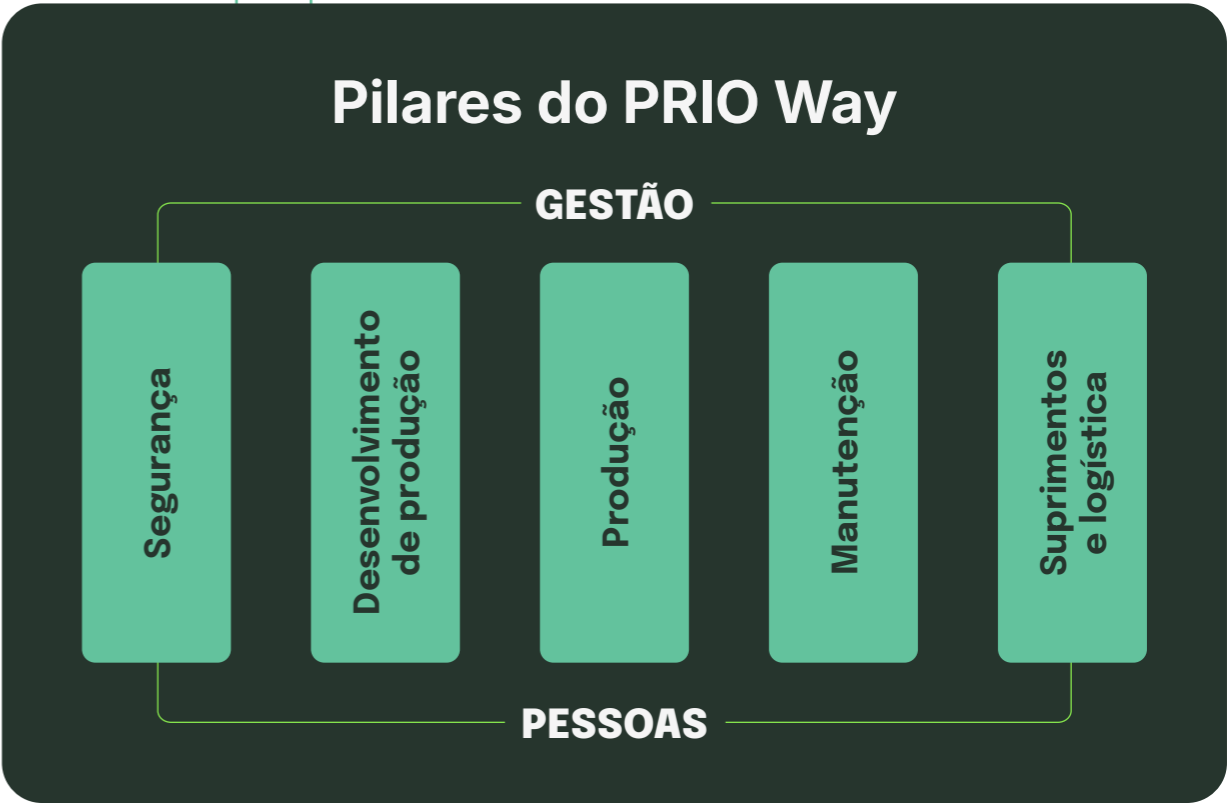 Pilares do PRIO Way
GESTÃO
Segurança
Desenvolvimento
de produção
Produção
Manutenção
Suprimentos
e logística
PESSOAS